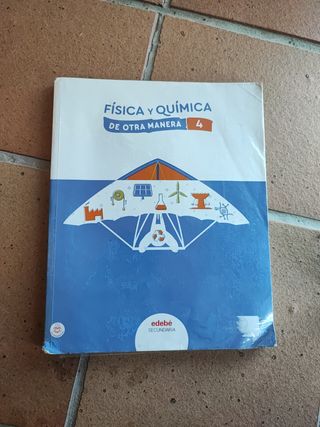 FÍSICA Y QUÍMICA
DE OTRA MANERA 4
edebé
SECUNDARIA